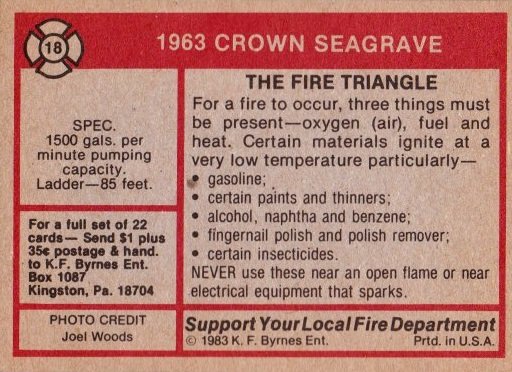 18
1963 CROWN SEAGRAVE
SPEC.
1500 gals. per
minute pumping
capacity.
Ladder—85 feet.
For a full set of 22
cards— Send $1 plus
35¢ postage & hand.
to K.F. Byrnes Ent.
Box 1087
Kingston, Pa. 18704
PHOTO CREDIT
Joel Woods
THE FIRE TRIANGLE
For a fire to occur, three things must
be present—oxygen (air), fuel and
heat. Certain materials ignite at a
very low temperature particularly—
• gasoline;
• certain paints and thinners;
• alcohol, naphtha and benzene;
• fingernail polish and polish remover;
• certain insecticides.
NEVER use these near an open flame or near
electrical equipment that sparks.
Support Your Local Fire Department
© 1983 K. F. Byrnes Ent. Prtd. in U.S.A.